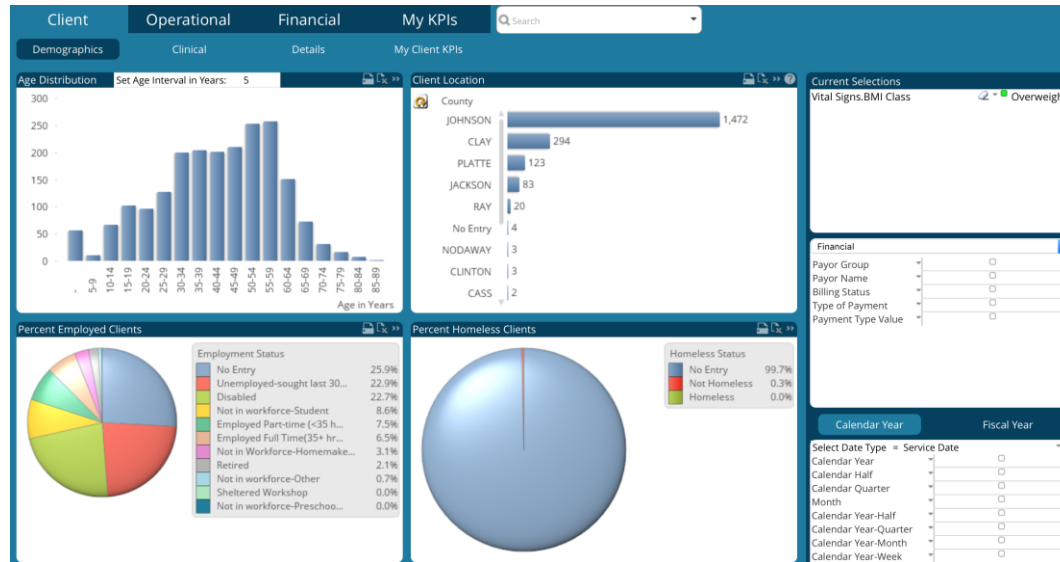 Client Operational Financial My KPIs Search
Demographics Clinical Details My Client KPIs
Age Distribution Set Age Interval in Years: 5
300
250
200
150
100
50
0
-
5-9
10-14
15-19
20-24
25-29
30-34
35-39
40-44
45-49
50-54
55-59
60-64
65-69
70-74
75-79
80-84
85-89
Age in Years
Client Location
County
JOHNSON 1,472
CLAY 294
PLATTE 123
JACKSON 83
RAY 20
No Entry 4
NODAWAY 3
CLINTON 3
CASS 2
Current Selections
Vital Signs.BMI Class Overweigh
Financial
Payor Group
Payor Name
Billing Status
Type of Payment
Payment Type Value
Percent Employed Clients
Employment Status
No Entry 25.9%
Unemployed-sought last 30... 22.9%
Disabled 22.7%
Not in workforce-Student 8.6%
Employed Part-time (<35 h... 7.5%
Employed Full Time(35+ hr... 6.5%
Not in Workforce-Homemake... 3.1%
Retired 2.1%
Not in workforce-Other 0.7%
Sheltered Workshop 0.0%
Not in workforce-Preschoo... 0.0%
Percent Homeless Clients
Homeless Status
No Entry 99.7%
Not Homeless 0.3%
Homeless 0.0%
Calendar Year Fiscal Year
Select Date Type = Service Date
Calendar Year
Calendar Half
Calendar Quarter
Month
Calendar Year-Half
Calendar Year-Quarter
Calendar Year-Month
Calendar Year-Week